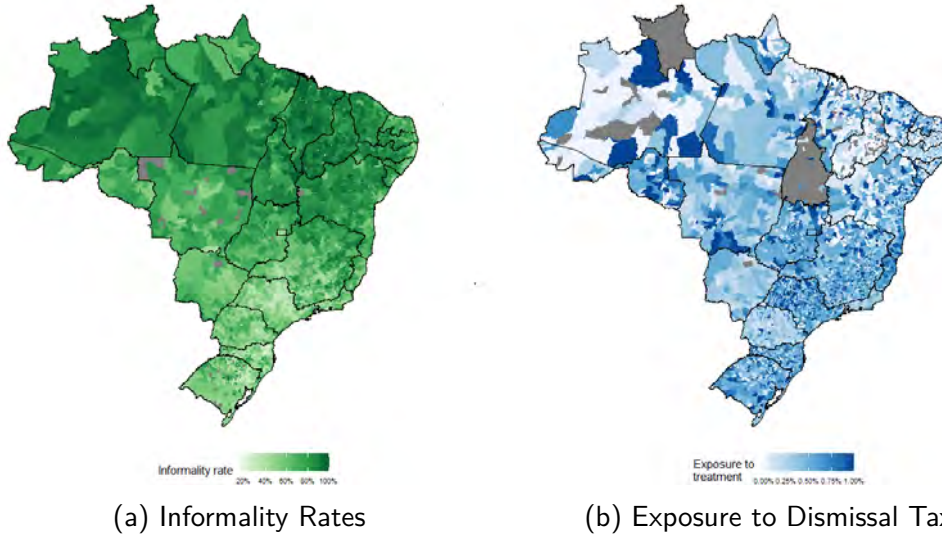 Informality rate
20% 40% 60% 80% 100%
Exposure to
treatment
0.00% 0.25% 0.50% 0.75% 1.00%
(a) Informality Rates
(b) Exposure to Dismissal Tax